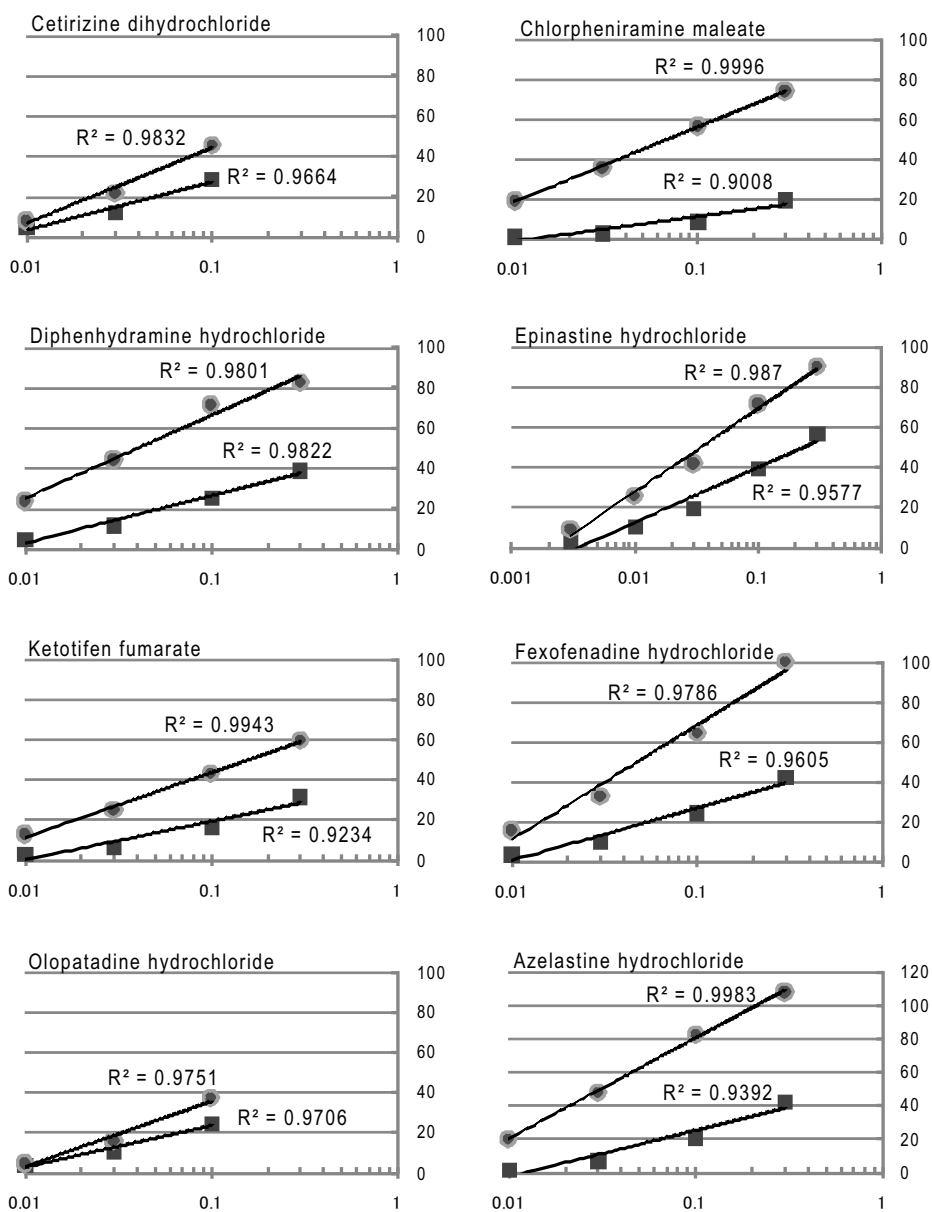 Cetirizine dihydrochloride
100
80
60
40
20
0
R² = 0.9832
R² = 0.9664
0.01 0.1 1
Chlorpheniramine maleate
100
80
60
40
20
0
R² = 0.9996
R² = 0.9008
0.01 0.1 1
Diphenhydramine hydrochloride
100
80
60
40
20
0
R² = 0.9801
R² = 0.9822
0.01 0.1 1
Epinastine hydrochloride
100
80
60
40
20
0
R² = 0.987
R² = 0.9577
0.001 0.01 0.1 1
Ketotifen fumarate
100
80
60
40
20
0
R² = 0.9943
R² = 0.9234
0.01 0.1 1
Fexofenadine hydrochloride
100
80
60
40
20
0
R² = 0.9786
R² = 0.9605
0.01 0.1 1
Olopatadine hydrochloride
100
80
60
40
20
0
R² = 0.9751
R² = 0.9706
0.01 0.1 1
Azelastine hydrochloride
120
100
80
60
40
20
0
R² = 0.9983
R² = 0.9392
0.01 0.1 1